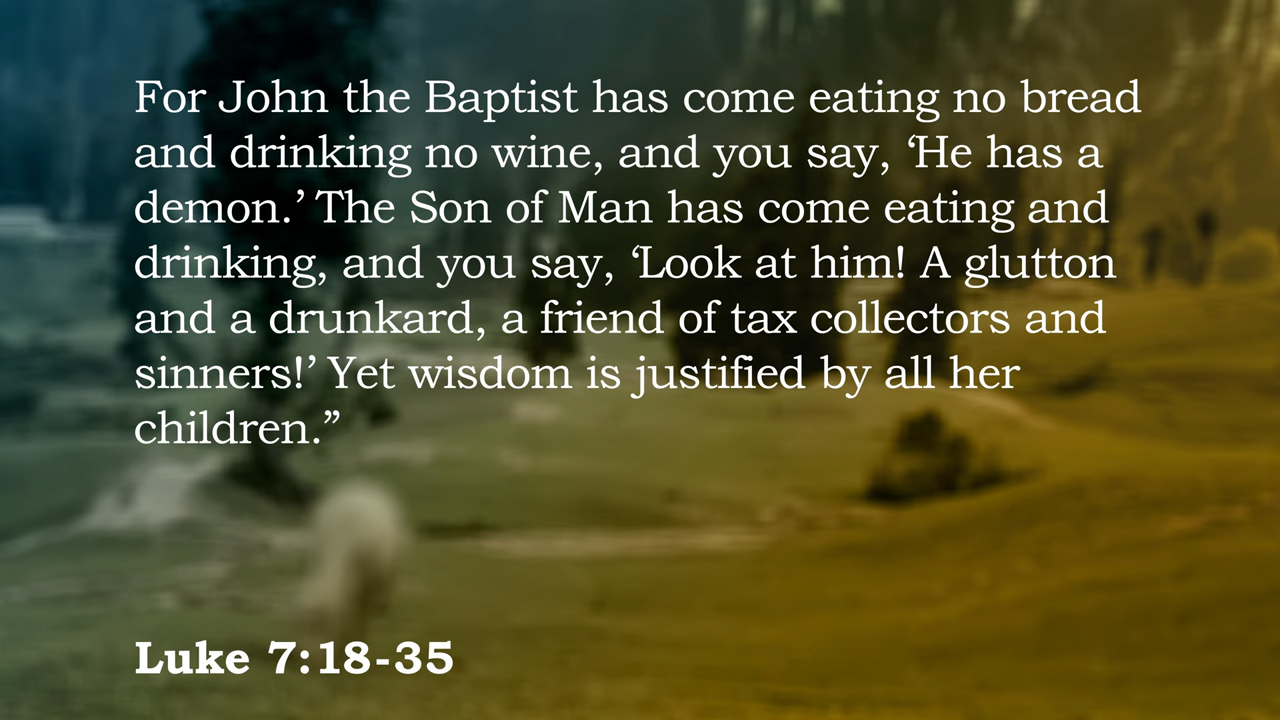 For John the Baptist has come eating no bread
and drinking no wine, and you say, ‘He has a
demon.’ The Son of Man has come eating and
drinking, and you say, ‘Look at him! A glutton
and a drunkard, a friend of tax collectors and
sinners!’ Yet wisdom is justified by all her
children.”
Luke 7:18-35